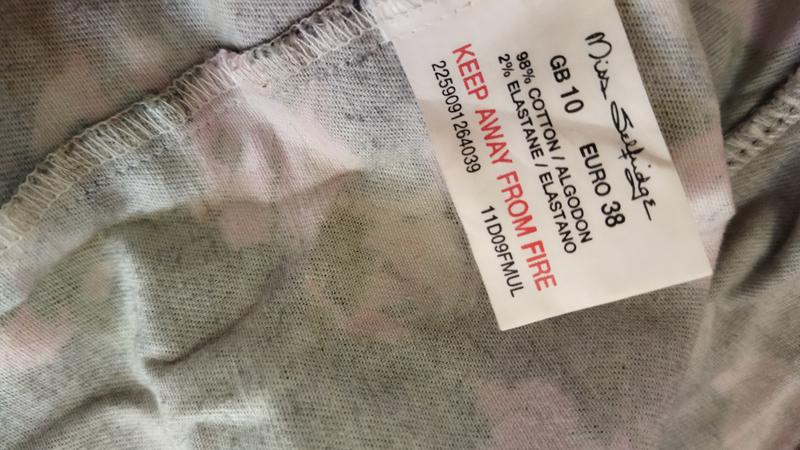 Miss Selfridge
GB 10 EURO 38
98% COTTON / ALGODON
2% ELASTANE / ELASTANO
KEEP AWAY FROM FIRE
2259091264039 11D09FMUL